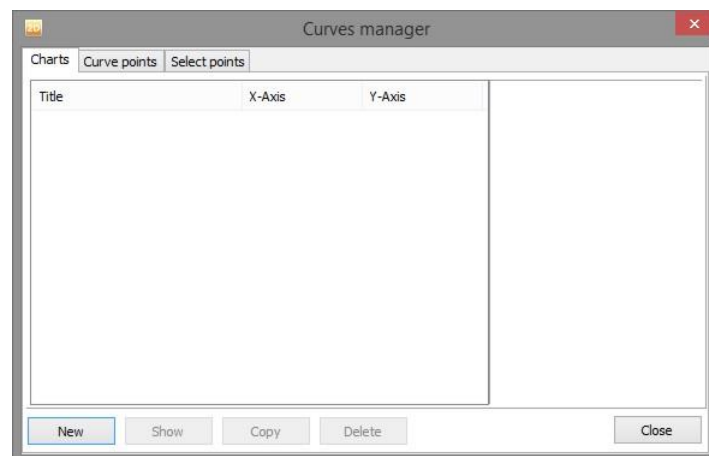 Curves manager
Charts Curve points Select points
Title X-Axis Y-Axis
New Show Copy Delete Close